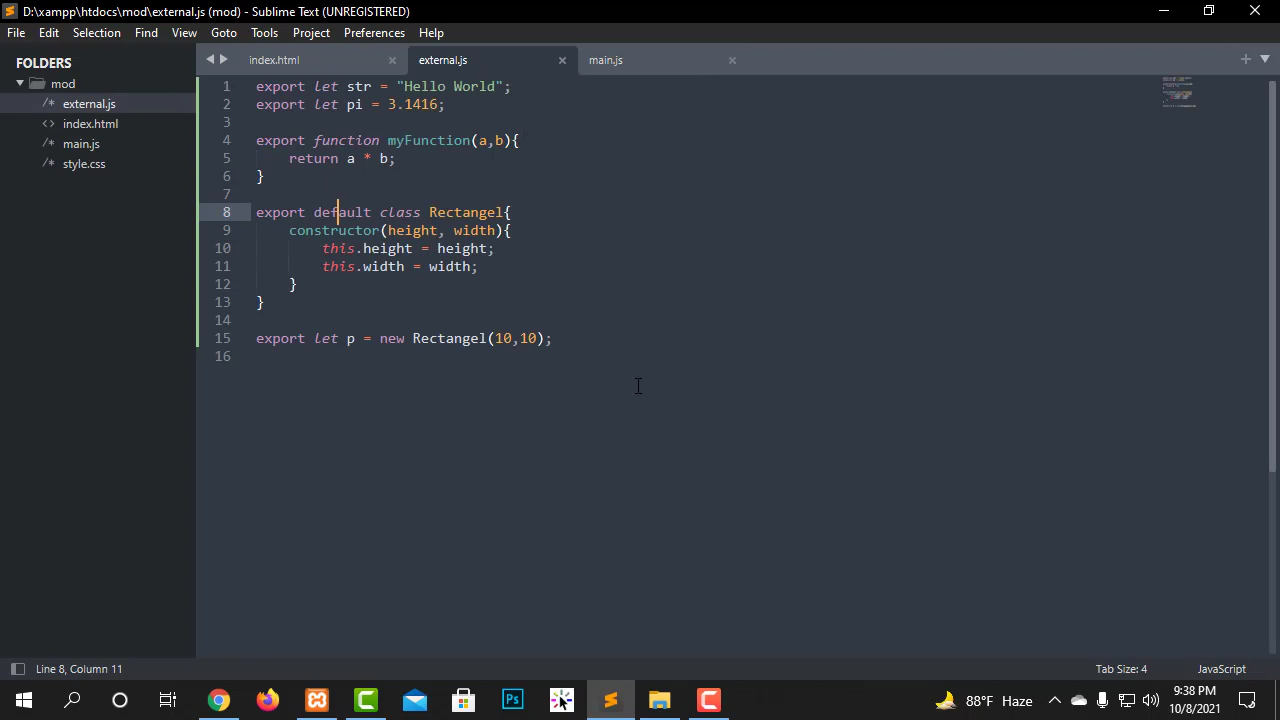 D:\xampp\htdocs\mod\external.js (mod) - Sublime Text (UNREGISTERED)
File Edit Selection Find View Goto Tools Project Preferences Help
FOLDERS
mod
external.js
index.html
main.js
style.css
index.html external.js main.js
1 export let str = "Hello World";
2 export let pi = 3.1416;
3
4 export function myFunction(a,b){
5 return a * b;
6 }
7
8 export default class Rectangel{
9 constructor(height, width){
10 this.height = height;
11 this.width = width;
12 }
13 }
14
15 export let p = new Rectangel(10,10);
16
Line 8, Column 11 Tab Size: 4 JavaScript
Ps
88°F Haze
9:38 PM
10/8/2021